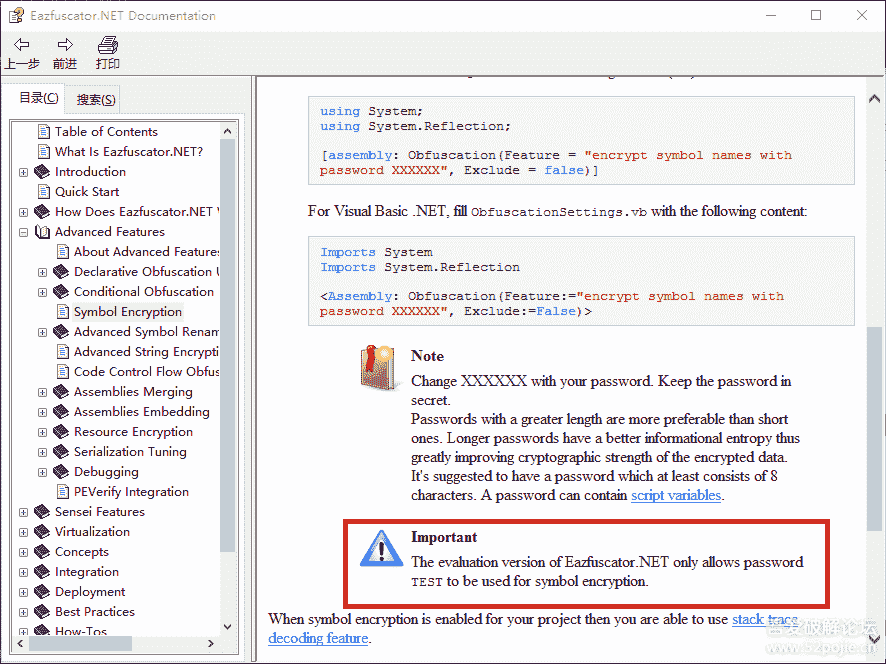 Eazfuscator.NET Documentation
上一步 前进 打印
目录(C) 搜索(S)
Table of Contents
What Is Eazfuscator.NET?
Introduction
Quick Start
How Does Eazfuscator.NET
Advanced Features
About Advanced Features
Declarative Obfuscation
Conditional Obfuscation
Symbol Encryption
Advanced Symbol Renam
Advanced String Encrypti
Code Control Flow Obfus
Assemblies Merging
Assemblies Embedding
Resource Encryption
Serialization Tuning
Debugging
PEVerify Integration
Sensei Features
Virtualization
Concepts
Integration
Deployment
Best Practices
How-Tos
using System;
using System.Reflection;
[assembly: Obfuscation(Feature = "encrypt symbol names with
password XXXXXX", Exclude = false)]
For Visual Basic .NET, fill ObfuscationSettings.vb with the following content:
Imports System
Imports System.Reflection
<Assembly: Obfuscation(Feature:="encrypt symbol names with
password XXXXXX", Exclude:=False)>
Note
Change XXXXXX with your password. Keep the password in
secret.
Passwords with a greater length are more preferable than short
ones. Longer passwords have a better informational entropy thus
greatly improving cryptographic strength of the encrypted data.
It's suggested to have a password which at least consists of 8
characters. A password can contain script variables.
Important
The evaluation version of Eazfuscator.NET only allows password
TEST to be used for symbol encryption.
When symbol encryption is enabled for your project then you are able to use stack trace
decoding feature.
吾爱破解论坛
www.52pojie.cn